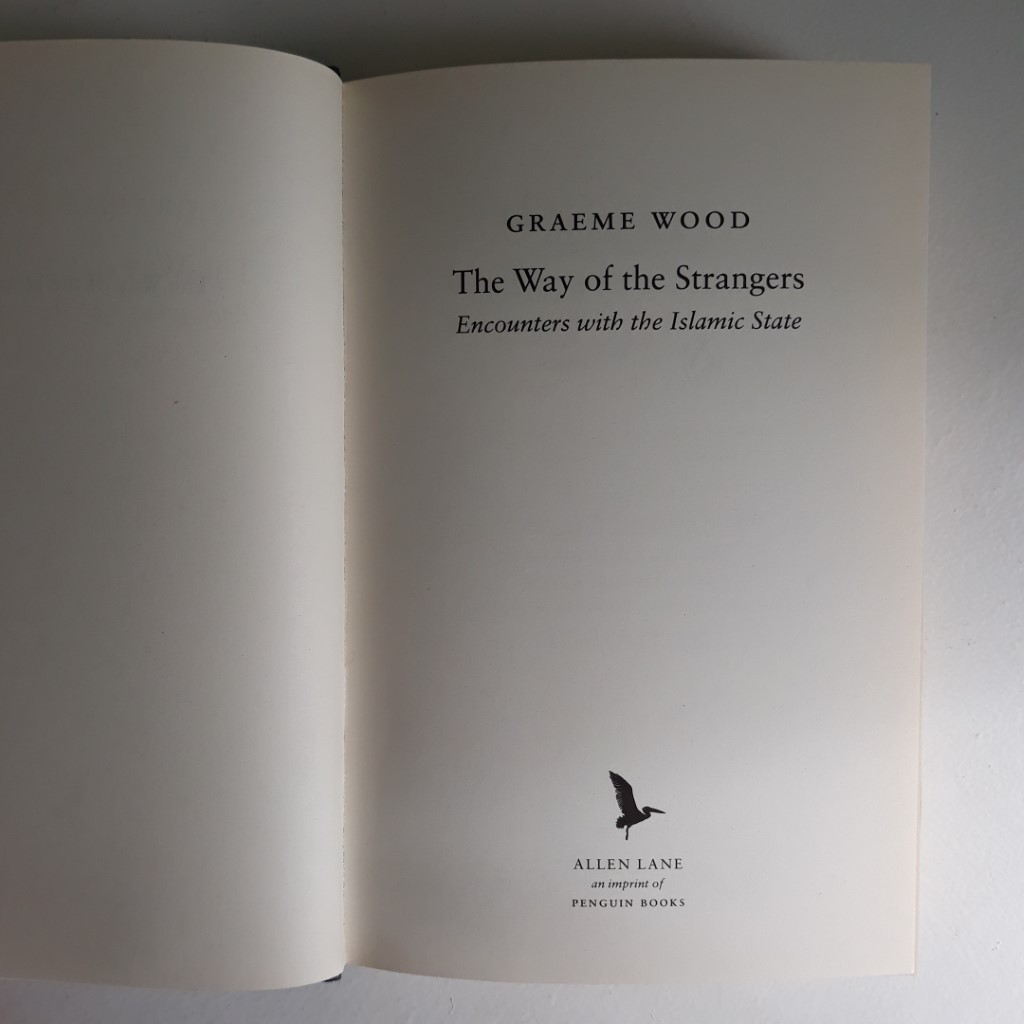 GRAEME WOOD
The Way of the Strangers
Encounters with the Islamic State
ALLEN LANE
an imprint of
PENGUIN BOOKS